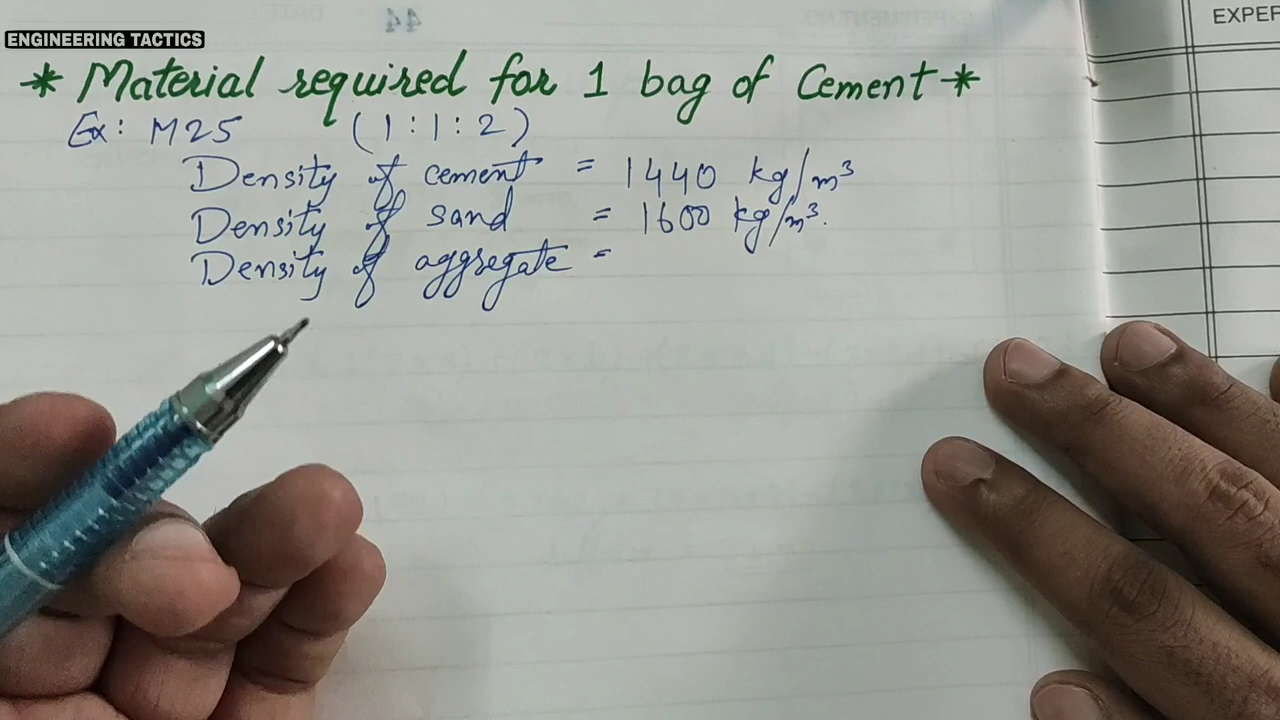 ENGINEERING TACTICS
EXPER
* Material required for 1 bag of Cement *
Ex: M25 (1:1:2)
Density of cement = 1440 kg/m³
Density of sand = 1600 kg/m³.
Density of aggregate =